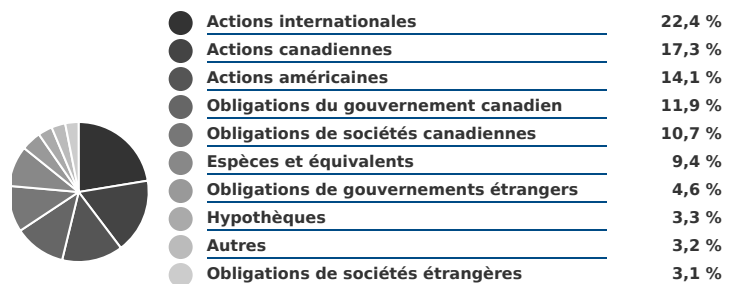 Actions internationales 22,4 %
Actions canadiennes 17,3 %
Actions américaines 14,1 %
Obligations du gouvernement canadien 11,9 %
Obligations de sociétés canadiennes 10,7 %
Espèces et équivalents 9,4 %
Obligations de gouvernements étrangers 4,6 %
Hypothèques 3,3 %
Autres 3,2 %
Obligations de sociétés étrangères 3,1 %